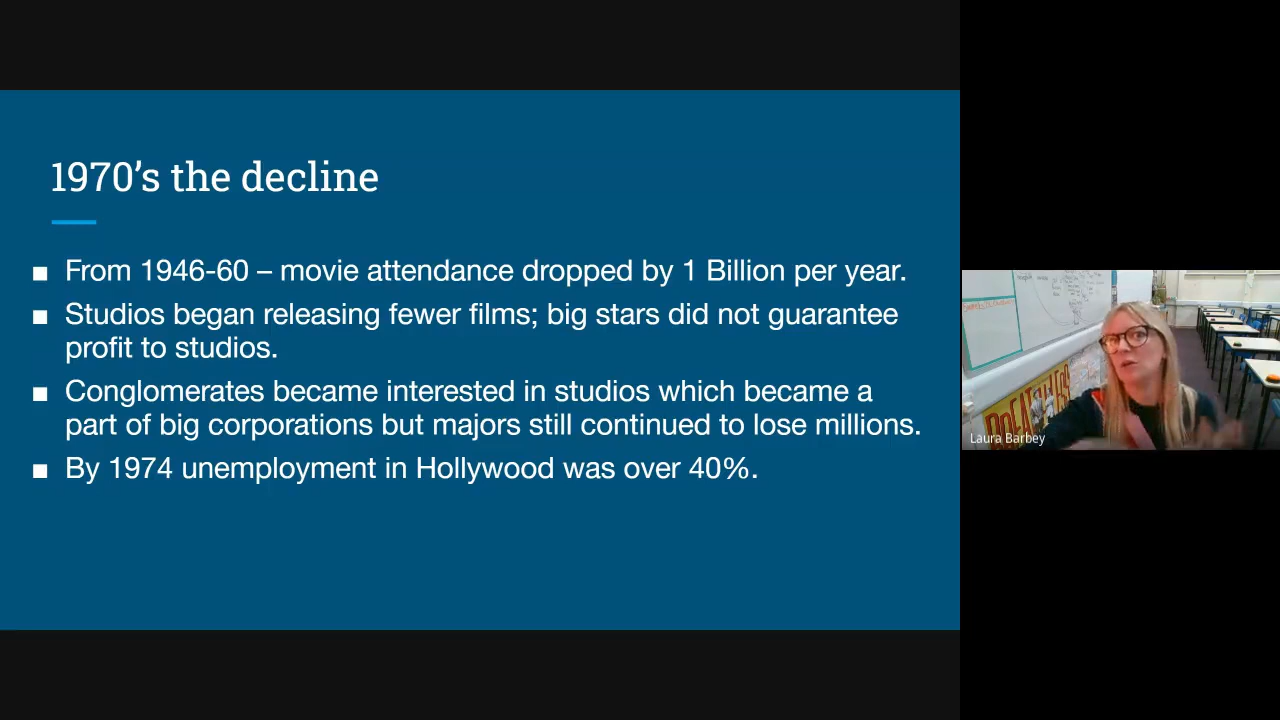 1970’s the decline
■ From 1946-60 – movie attendance dropped by 1 Billion per year.
■ Studios began releasing fewer films; big stars did not guarantee
profit to studios.
■ Conglomerates became interested in studios which became a
part of big corporations but majors still continued to lose millions.
■ By 1974 unemployment in Hollywood was over 40%.
Laura Barbey